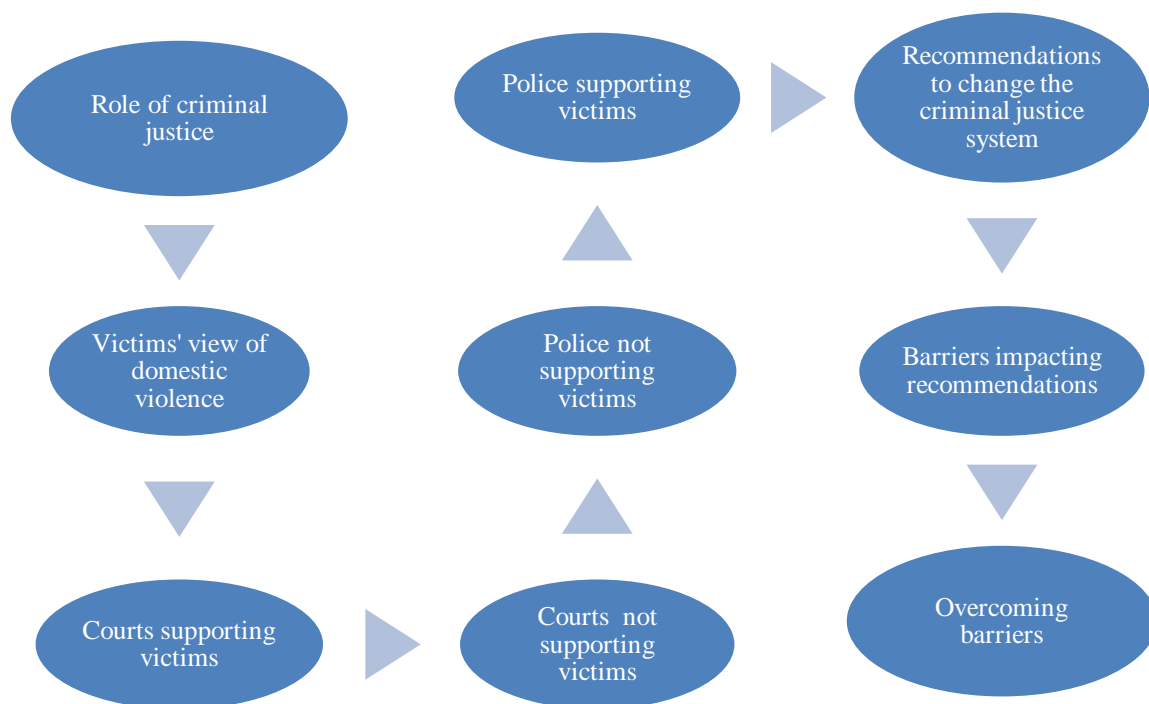 Role of criminal
justice
Victims' view of
domestic
violence
Courts supporting
victims
Courts  not
supporting
victims
Police not
supporting
victims
Police supporting
victims
Recommendations
to change the
criminal justice
system
Barriers impacting
recommendations
Overcoming
barriers